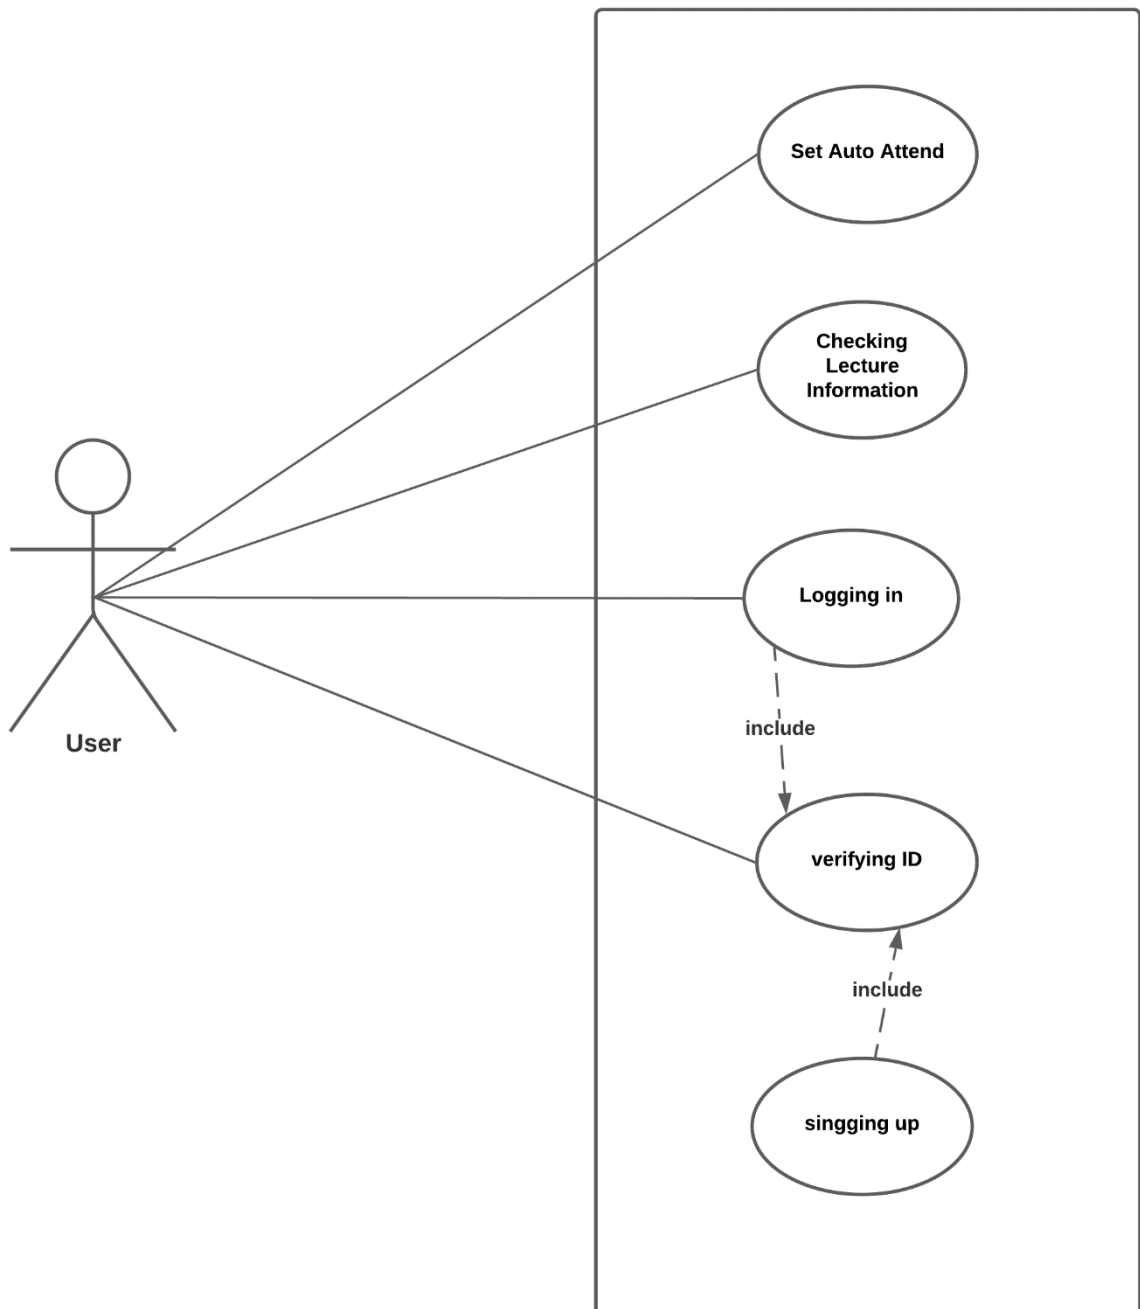 Set Auto Attend
Checking
Lecture
Information
Logging in
User
include
verifying ID
include
singging up